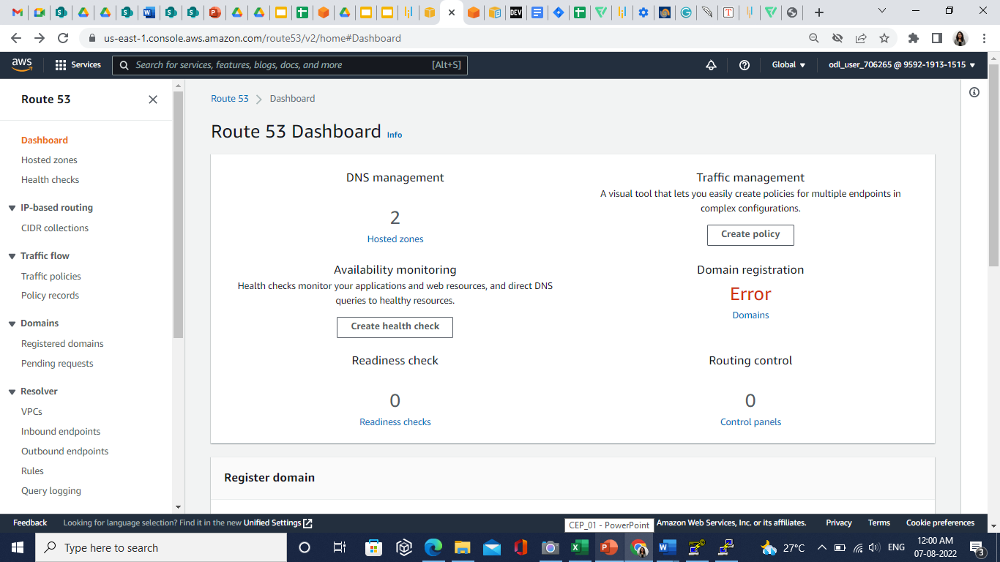 DEV
us-east-1.console.aws.amazon.com/route53/v2/home#Dashboard
aws
Services
Search for services, features, blogs, docs, and more
[Alt+S]
Global
odl_user_706265 @ 9592-1913-1515
Route 53
Dashboard
Hosted zones
Health checks
IP-based routing
CIDR collections
Traffic flow
Traffic policies
Policy records
Domains
Registered domains
Pending requests
Resolver
VPCs
Inbound endpoints
Outbound endpoints
Rules
Query logging
Route 53
Dashboard
Route 53 Dashboard Info
DNS management
2
Hosted zones
Traffic management
A visual tool that lets you easily create policies for multiple endpoints in
complex configurations.
Create policy
Availability monitoring
Health checks monitor your applications and web resources, and direct DNS
queries to healthy resources.
Create health check
Domain registration
Error
Domains
Readiness check
0
Readiness checks
Routing control
0
Control panels
Register domain
Feedback
Looking for language selection? Find it in the new Unified Settings
CEP_01 - PowerPoint
Amazon Web Services, Inc. or its affiliates.
Privacy
Terms
Cookie preferences
Type here to search
27°C
ENG
12:00 AM
07-08-2022
3